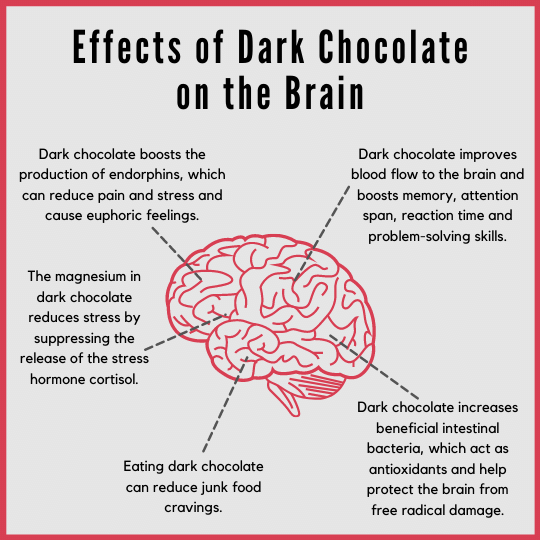 Effects of Dark Chocolate
on the Brain
Dark chocolate boosts the
production of endorphins, which
can reduce pain and stress and
cause euphoric feelings.
Dark chocolate improves
blood flow to the brain and
boosts memory, attention
span, reaction time and
problem-solving skills.
The magnesium in
dark chocolate
reduces stress by
suppressing the
release of the stress
hormone cortisol.
Dark chocolate increases
beneficial intestinal
bacteria, which act as
antioxidants and help
protect the brain from
free radical damage.
Eating dark chocolate
can reduce junk food
cravings.